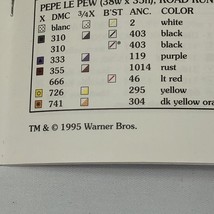 PEPE LE PEW (38w x 55h), ROAD RUN
X DMC 3/4X B'ST ANC. COLOR
blanc 2 white
310 403 black
310 * 403 black
X 333 119 purple
355 1014 rust
666 46 lt red
726 295 yellow
X 741 304 dk yellow oran
TM & © 1995 Warner Bros.